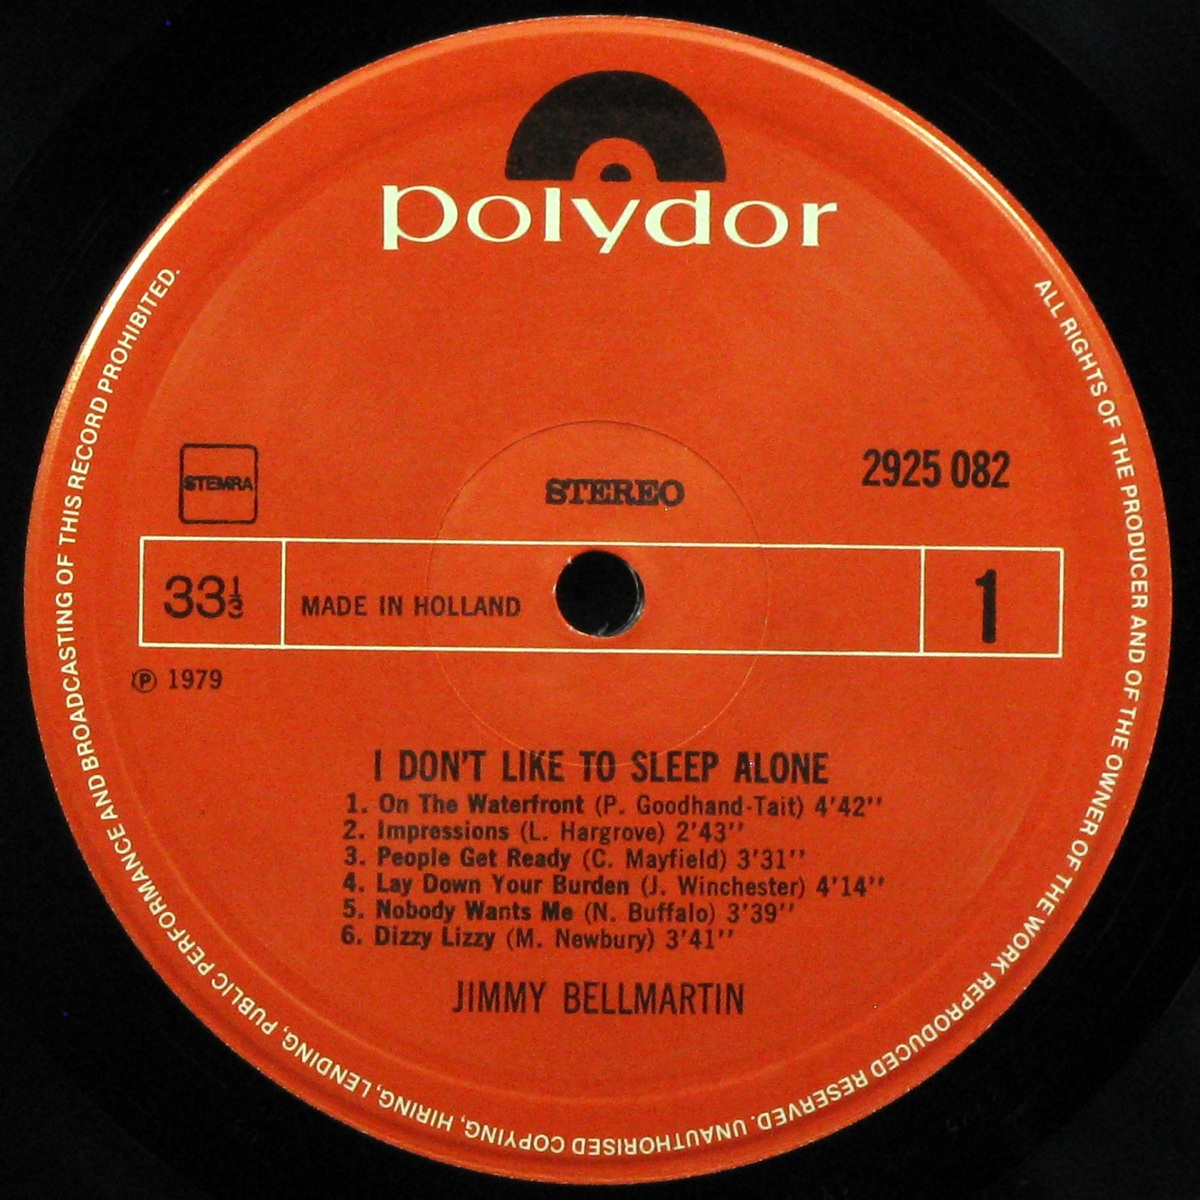 polydor
STEMRA
STEREO
2925 082
33⅓
MADE IN HOLLAND
1
℗ 1979
I DON'T LIKE TO SLEEP ALONE
1. On The Waterfront (P. Goodhand-Tait) 4'42''
2. Impressions (L. Hargrove) 2'43''
3. People Get Ready (C. Mayfield) 3'31''
4. Lay Down Your Burden (J. Winchester) 4'14''
5. Nobody Wants Me (N. Buffalo) 3'39''
6. Dizzy Lizzy (M. Newbury) 3'41''
JIMMY BELLMARTIN
ALL RIGHTS OF THE PRODUCER AND OF THE OWNER OF THE WORK REPRODUCED RESERVED. UNAUTHORISED COPYING, HIRING, LENDING, PUBLIC PERFORMANCE AND BROADCASTING OF THIS RECORD PROHIBITED.